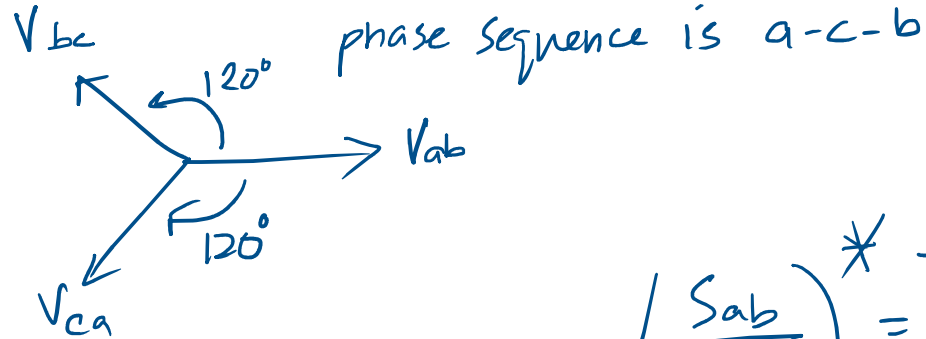 Vbc
phase sequence is a-c-b
120°
Vab
120°
Vca
(Sab)* =